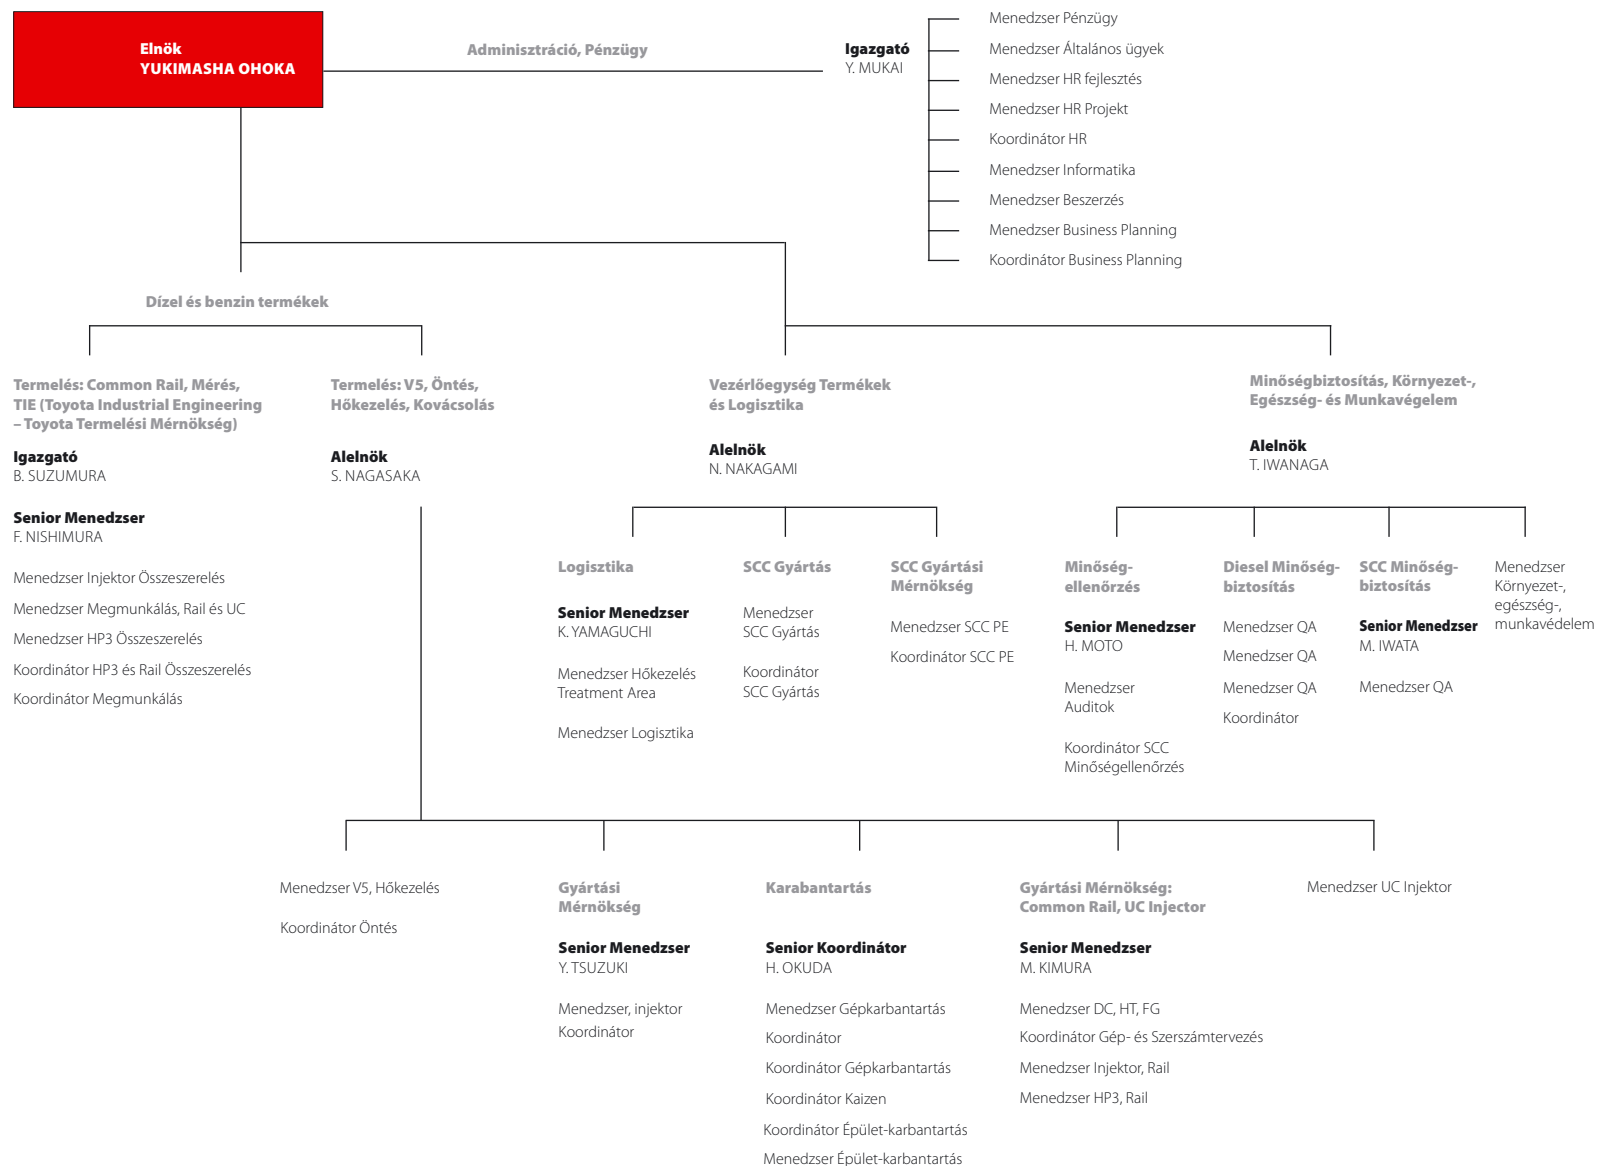 Elnök
YUKIMASHA OHOKA
Adminisztráció, Pénzügy
Igazgató
Y. MUKAI
Menedzser Pénzügy
Menedzser Általános ügyek
Menedzser HR fejlesztés
Menedzser HR Projekt
Koordinátor HR
Menedzser Informatika
Menedzser Beszerzés
Menedzser Business Planning
Koordinátor Business Planning
Dízel és benzin termékek
Termelés: Common Rail, Mérés,
TIE (Toyota Industrial Engineering
– Toyota Termelési Mérnökség)
Igazgató
B. SUZUMURA
Senior Menedzser
F. NISHIMURA
Menedzser Injektor Összeszerelés
Menedzser Megmunkálás, Rail és UC
Menedzser HP3 Összeszerelés
Koordinátor HP3 és Rail Összeszerelés
Koordinátor Megmunkálás
Termelés: V5, Öntés,
Hőkezelés, Kovácsolás
Alelnök
S. NAGASAKA
Vezérlőegység Termékek
és Logisztika
Alelnök
N. NAKAGAMI
Minőségbiztosítás, Környezet-,
Egészség- és Munkavégelem
Alelnök
T. IWANAGA
Logisztika
Senior Menedzser
K. YAMAGUCHI
Menedzser Hőkezelés
Treatment Area
Menedzser Logisztika
SCC Gyártás
Menedzser
SCC Gyártás
Koordinátor
SCC Gyártás
SCC Gyártási
Mérnökség
Menedzser SCC PE
Koordinátor SCC PE
Minőség-
ellenőrzés
Senior Menedzser
H. MOTO
Menedzser
Auditok
Koordinátor SCC
Minőségellenőrzés
Diesel Minőség-
biztosítás
Menedzser QA
Menedzser QA
Menedzser QA
Koordinátor
SCC Minőség-
biztosítás
Senior Menedzser
M. IWATA
Menedzser QA
Menedzser
Környezet-,
egészség-,
munkavédelem
Menedzser V5, Hőkezelés
Koordinátor Öntés
Gyártási
Mérnökség
Senior Menedzser
Y. TSUZUKI
Menedzser, injektor
Koordinátor
Karabantartás
Senior Koordinátor
H. OKUDA
Menedzser Gépkarbantartás
Koordinátor
Koordinátor Gépkarbantartás
Koordinátor Kaizen
Koordinátor Épület-karbantartás
Menedzser Épület-karbantartás
Gyártási Mérnökség:
Common Rail, UC Injector
Senior Menedzser
M. KIMURA
Menedzser DC, HT, FG
Koordinátor Gép- és Szerszámtervezés
Menedzser Injektor, Rail
Menedzser HP3, Rail
Menedzser UC Injektor